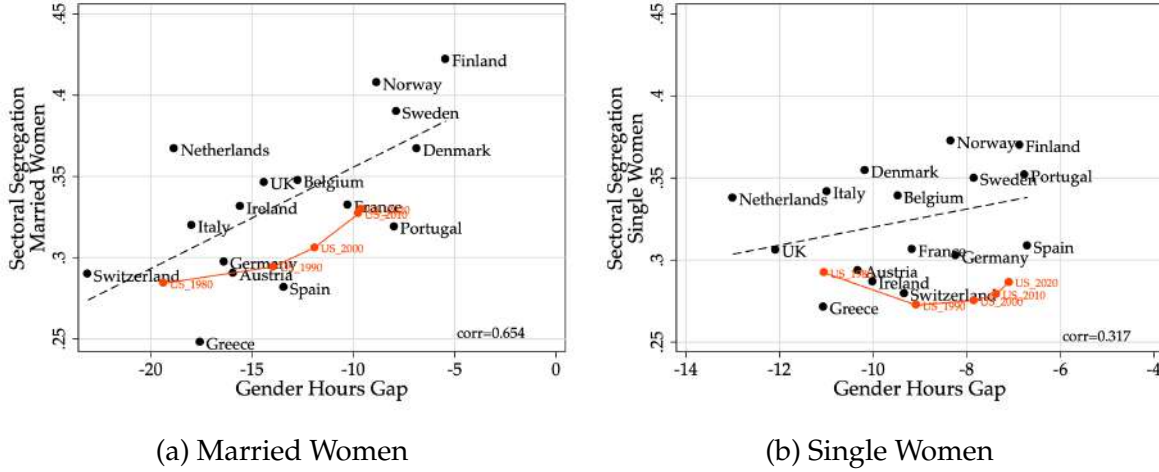 .45
.4
.35
.3
.25
Sectoral Segregation
Married Women
Finland
Norway
Sweden
Netherlands
Denmark
UK
Belgium
Ireland
France
US_2010
Italy
Portugal
US_2000
Germany
US_1990
Switzerland
Austria
US_1980
Spain
Greece
corr=0.654
-20
-15
-10
-5
0
Gender Hours Gap
(a) Married Women
.45
.4
.35
.3
.25
Sectoral Segregation
Single Women
Norway
Finland
Denmark
Sweden
Portugal
Netherlands
Italy
Belgium
UK
France
Spain
Germany
Austria
US_1980
Ireland
US_2020
Switzerland
US_2010
Greece
US_1990
US_2000
corr=0.317
-14
-12
-10
-8
-6
-4
Gender Hours Gap
(b) Single Women